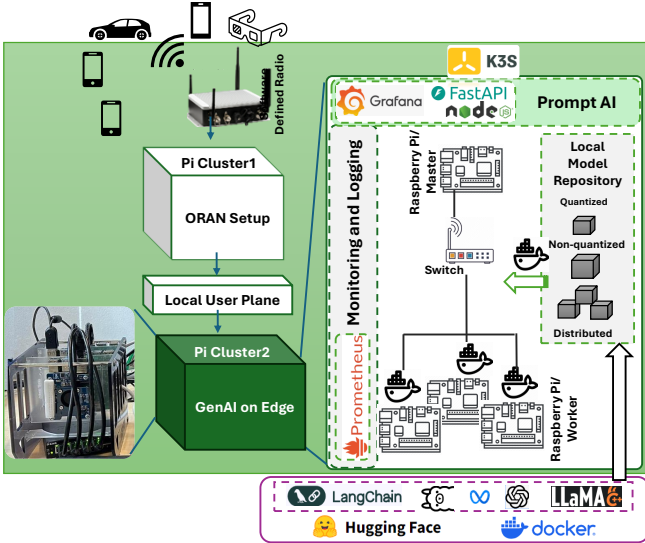 K3S
Grafana
FastAPI
node
JS
Prompt AI
Defined Radio
Pi Cluster1
ORAN Setup
Local User Plane
Pi Cluster2
GenAI on Edge
Monitoring and Logging
Prometheus
Raspberry Pi/
Master
Switch
Raspberry Pi/
Worker
Local
Model
Repository
Quantized
Non-quantized
Distributed
LangChain
LLaMA
C++
Hugging Face
docker